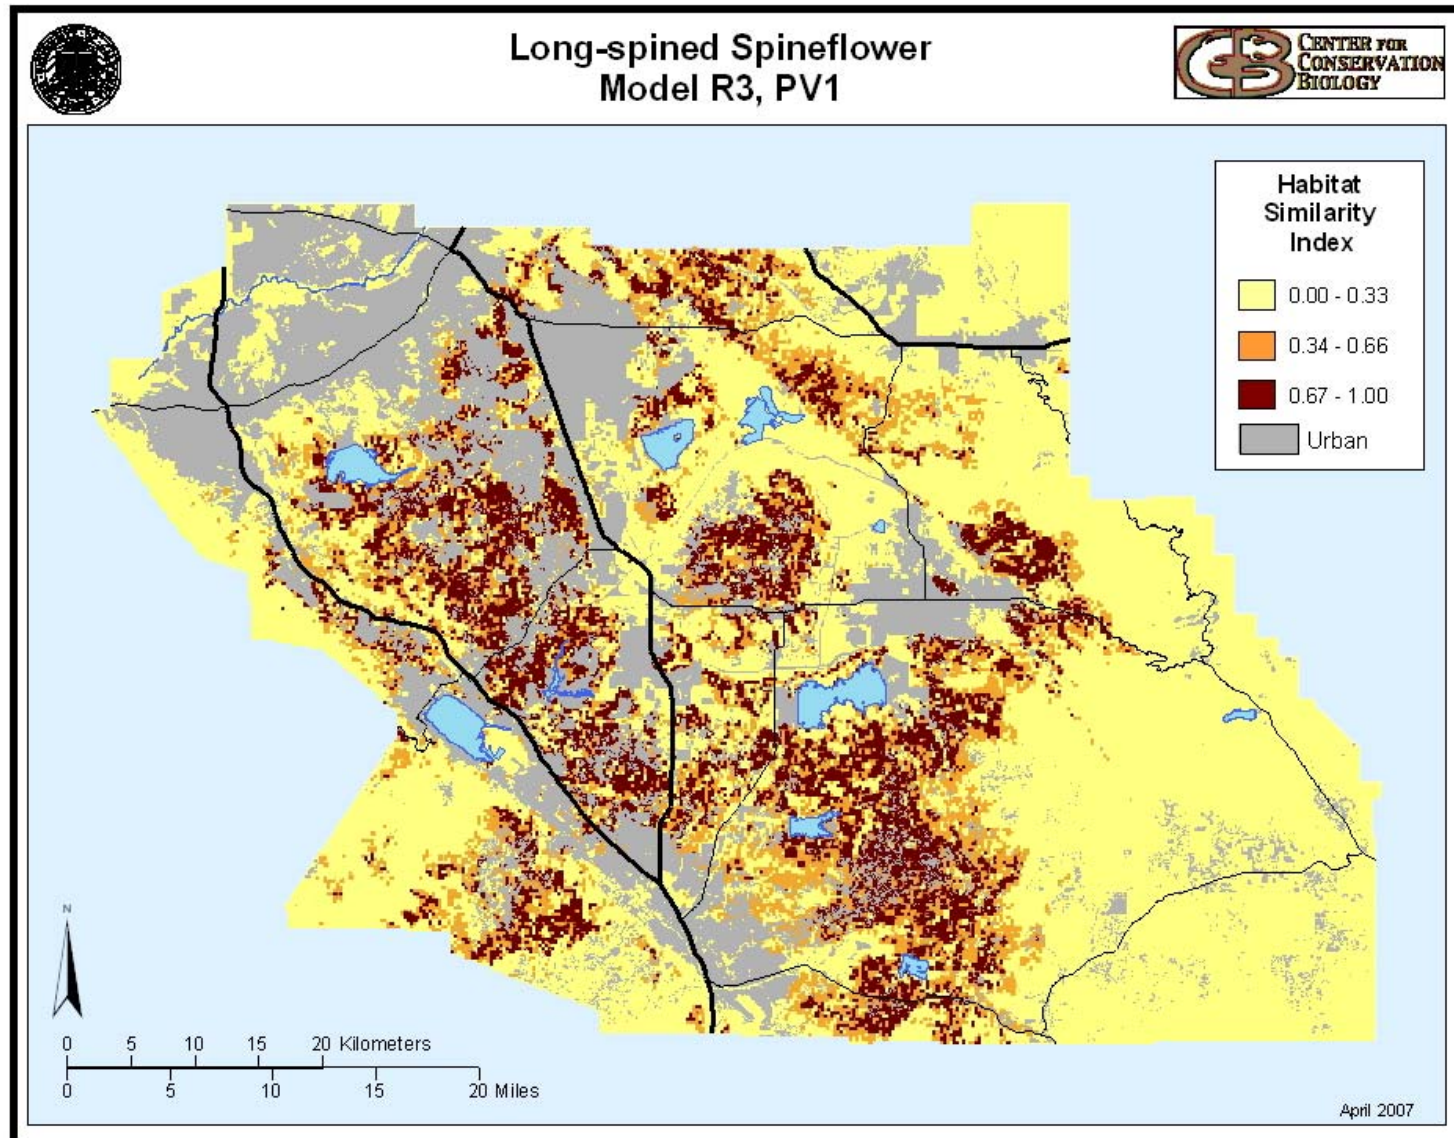 Long-spined Spineflower
Model R3, PV1
CENTER FOR
CONSERVATION
BIOLOGY
Habitat
Similarity
Index
0.00 - 0.33
0.34 - 0.66
0.67 - 1.00
Urban
N
0 5 10 15 20 Kilometers
0 5 10 15 20 Miles
April 2007